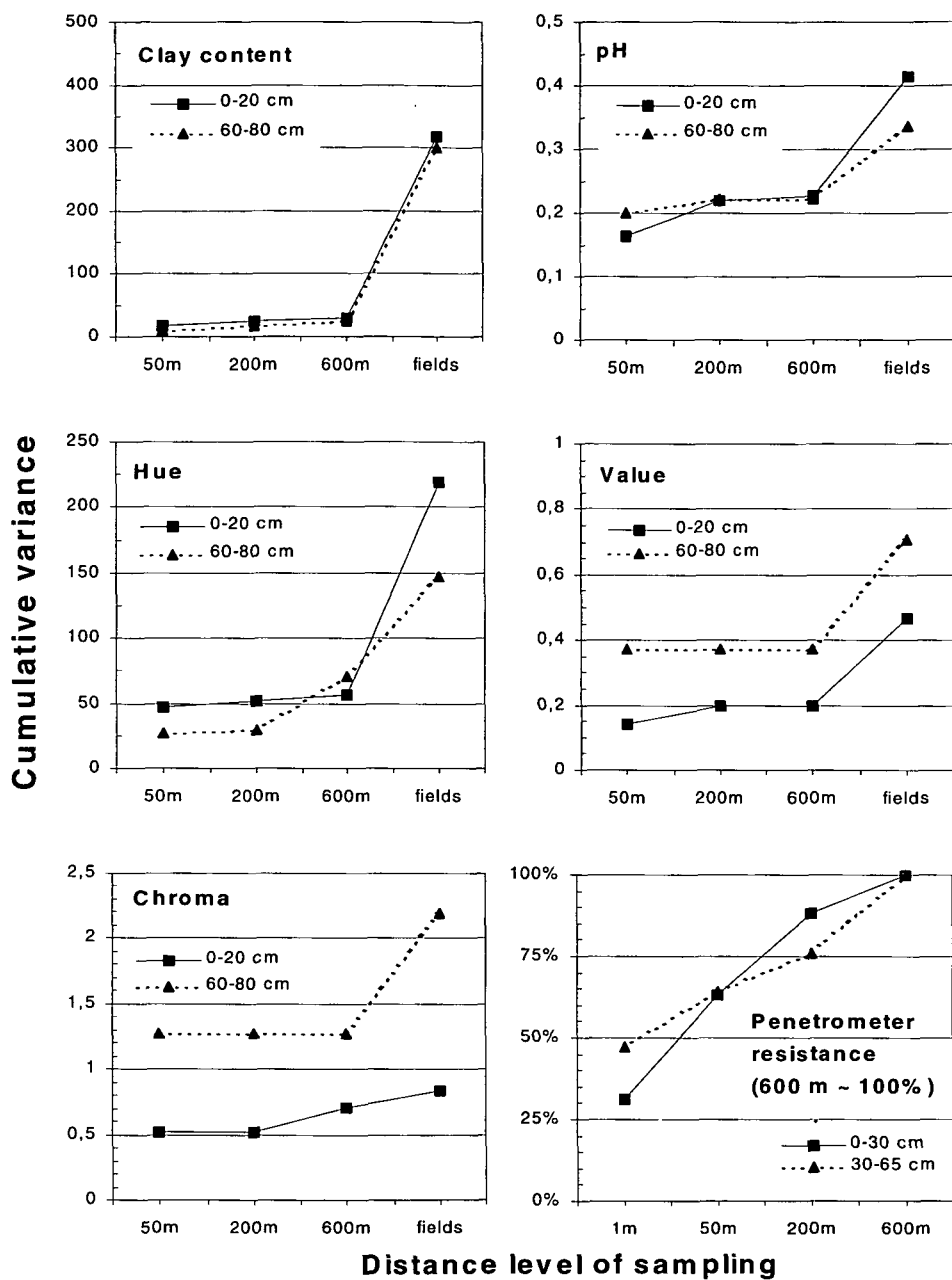 Cumulative variance
Clay content
0-20 cm
60-80 cm
500
400
300
200
100
0
50m 200m 600m fields
pH
0-20 cm
60-80 cm
0,5
0,4
0,3
0,2
0,1
0
50m 200m 600m fields
Hue
0-20 cm
60-80 cm
250
200
150
100
50
0
50m 200m 600m fields
Value
0-20 cm
60-80 cm
1
0,8
0,6
0,4
0,2
0
50m 200m 600m fields
Chroma
0-20 cm
60-80 cm
2,5
2
1,5
1
0,5
0
50m 200m 600m fields
100%
75%
50%
25%
0%
Penetrometer
resistance
(600 m ~ 100%)
0-30 cm
30-65 cm
1m 50m 200m 600m
Distance level of sampling